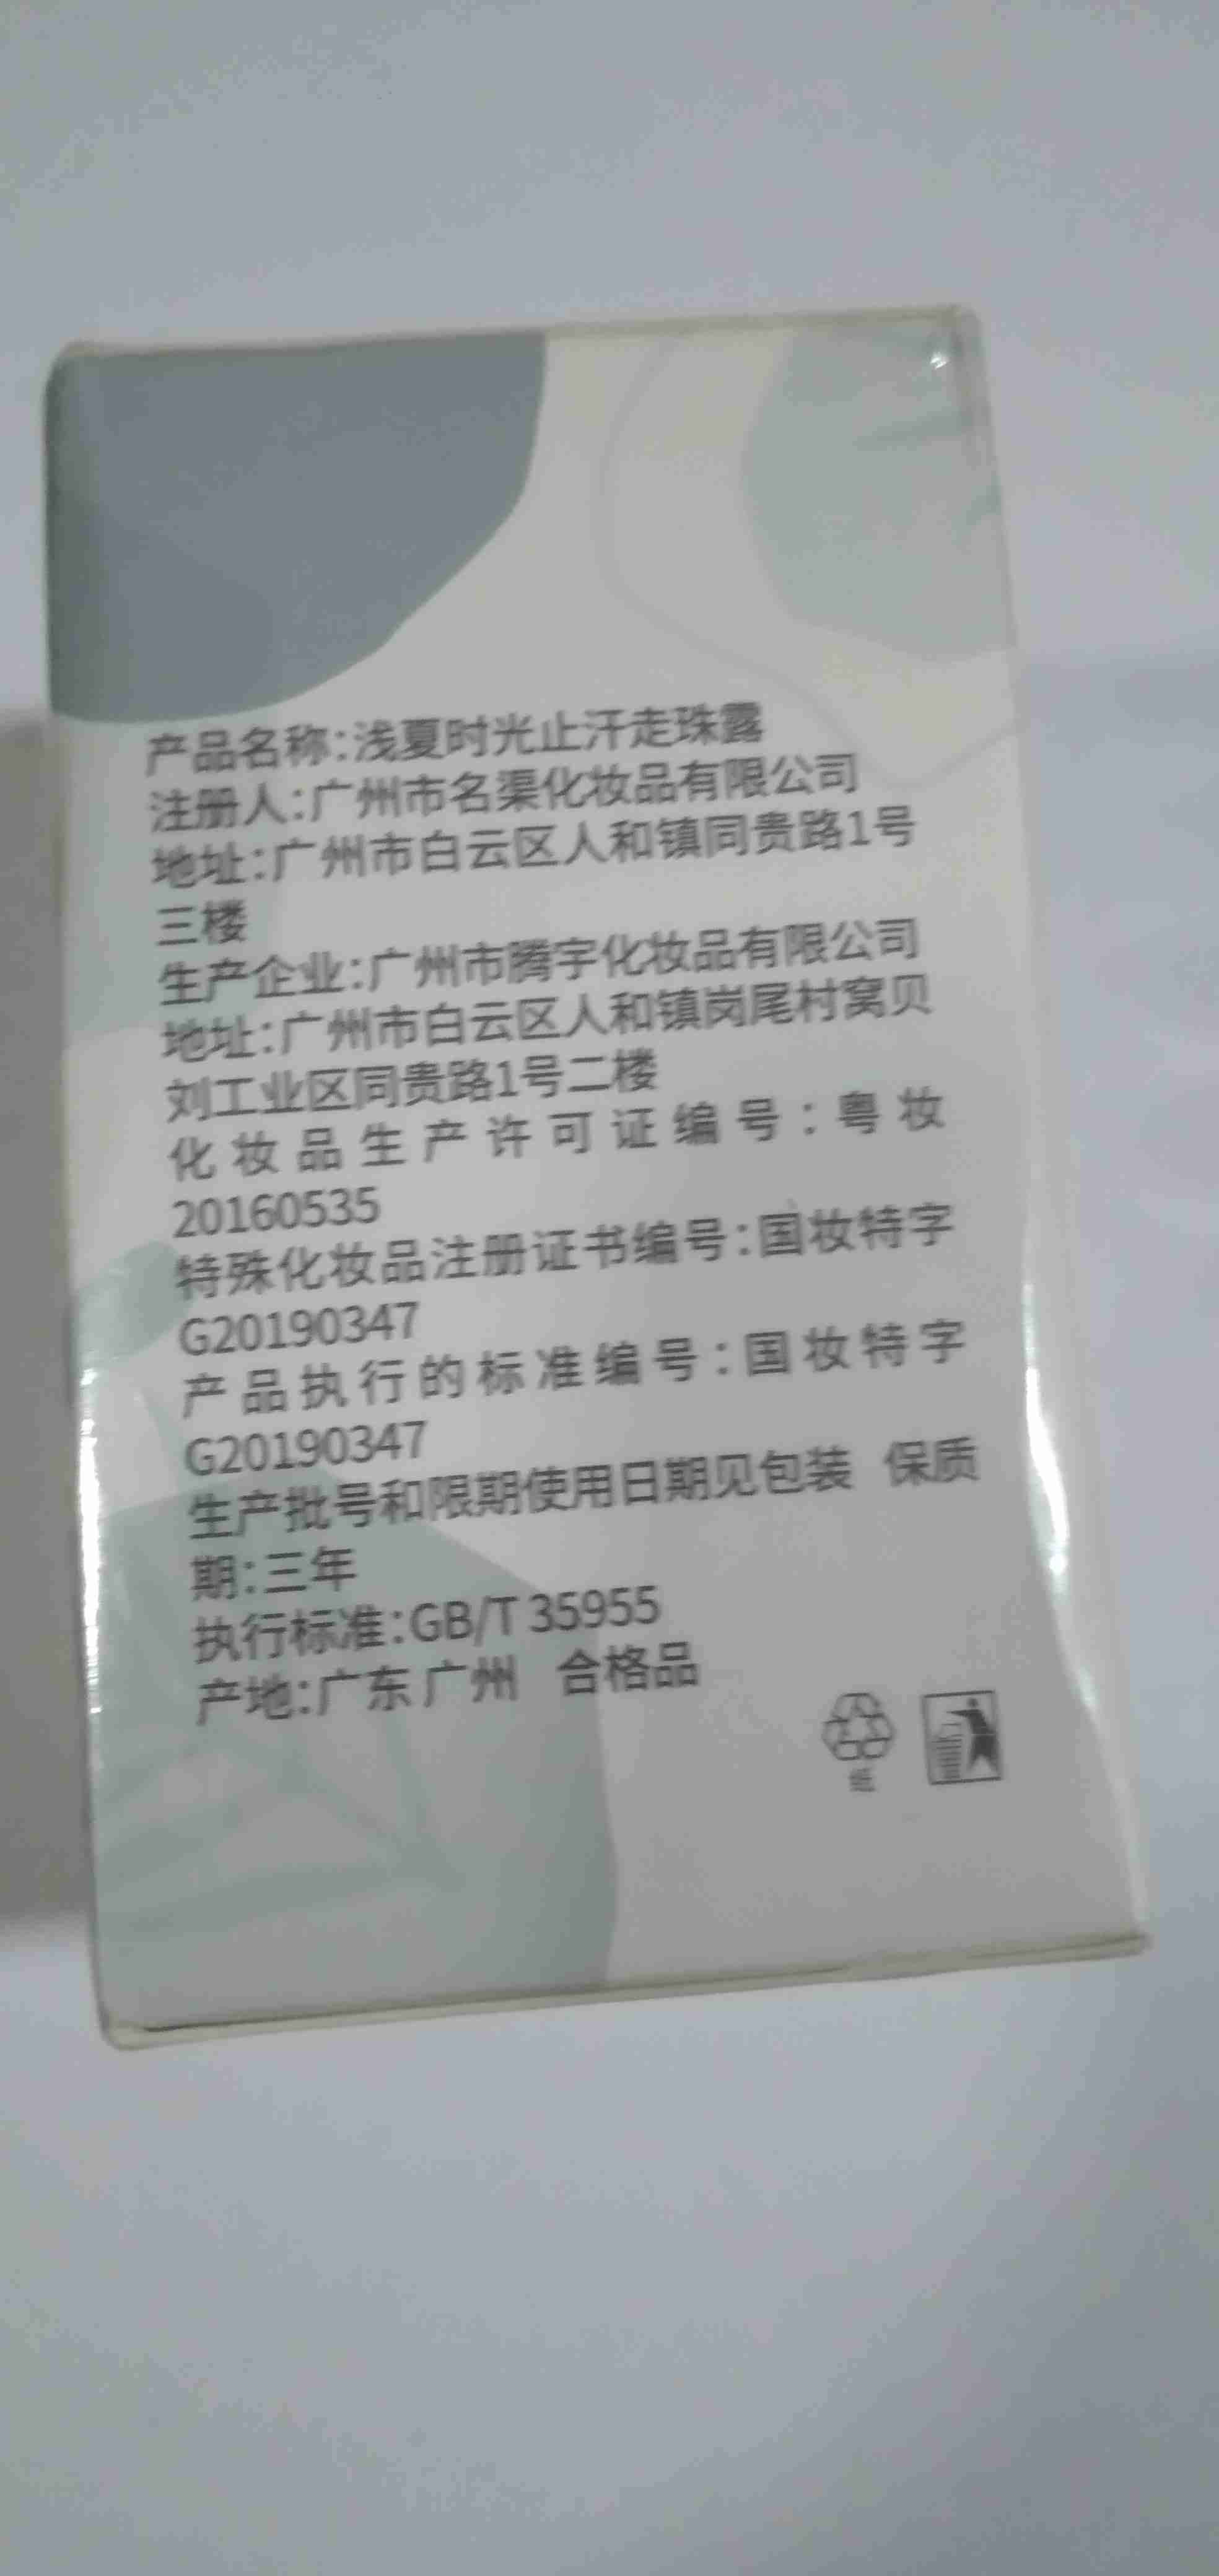 产品名称：浅夏时光止汗走珠露
注册人：广州市名渠化妆品有限公司
地址：广州市白云区人和镇同贵路1号
三楼
生产企业：广州市腾宇化妆品有限公司
地址：广州市白云区人和镇岗尾村窝贝
刘工业区同贵路1号二楼
化妆品生产许可证编号：粤妆
20160535
特殊化妆品注册证书编号：国妆特字
G20190347
产品执行的标准编号：国妆特字
G20190347
生产批号和限期使用日期见包装 保质
期：三年
执行标准：GB/T 35955
产地：广东 广州 合格品
纸